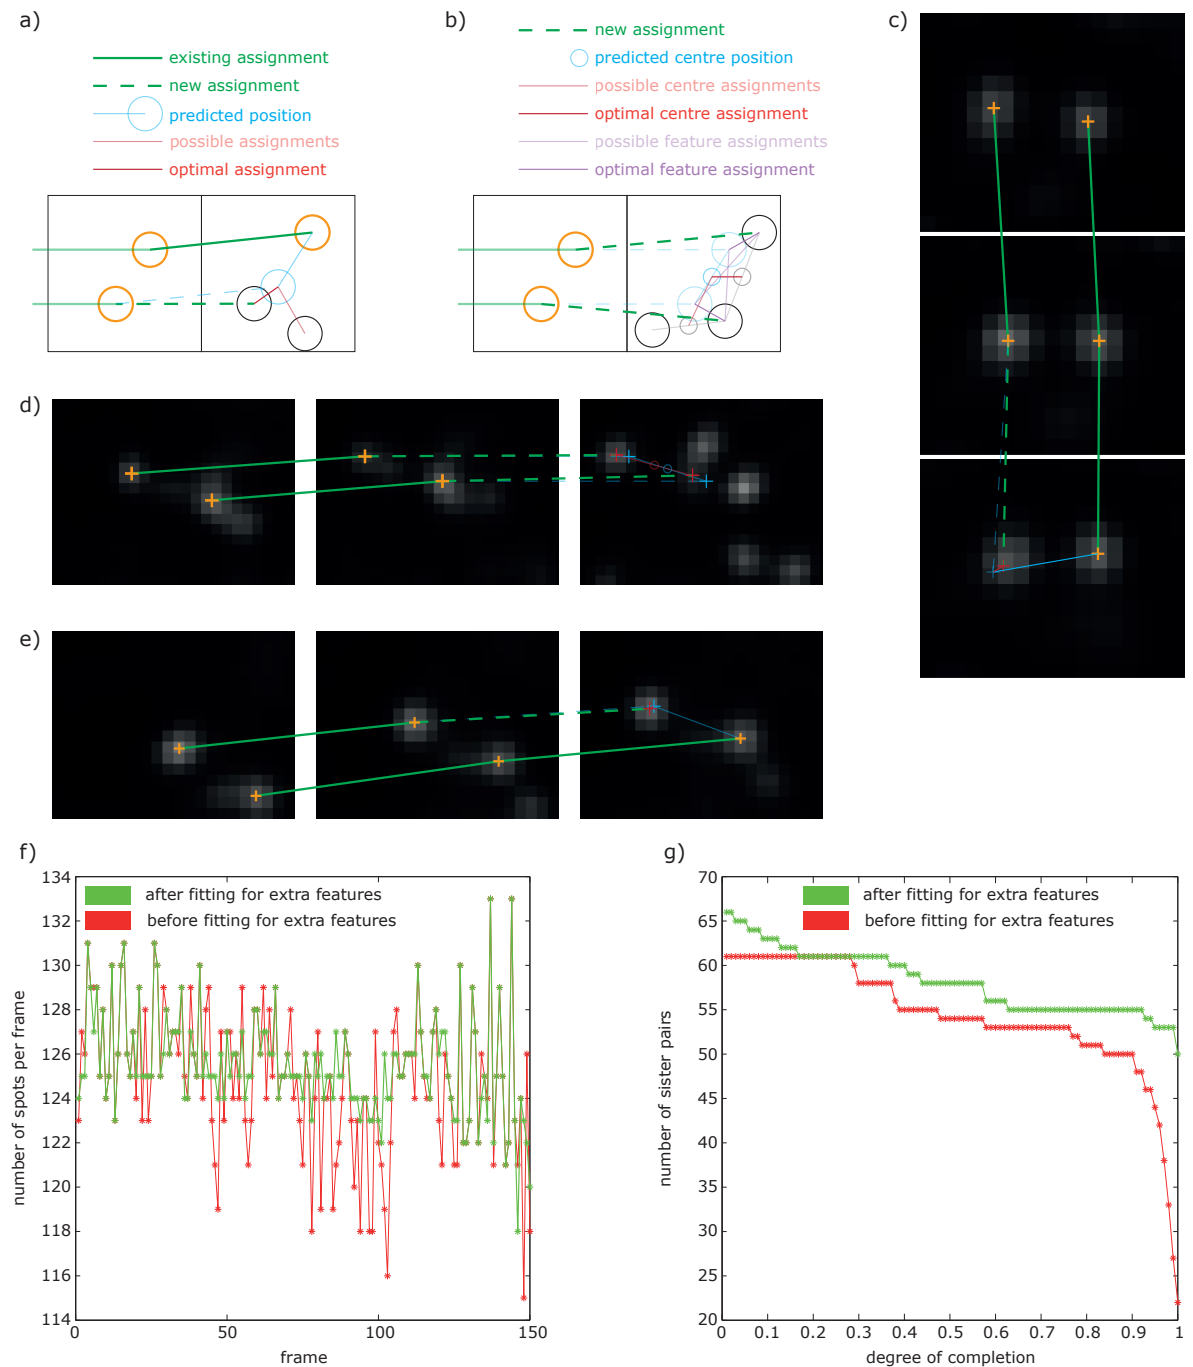 a)
existing assignment
new assignment
predicted position
possible assignments
optimal assignment
b)
new assignment
predicted centre position
possible centre assignments
optimal centre assignment
possible feature assignments
optimal feature assignment
c)
d)
e)
f)
134
132
130
128
126
124
122
120
118
116
114
number of spots per frame
after fitting for extra features
before fitting for extra features
0 50 100 150
frame
g)
70
65
60
55
50
45
40
35
30
25
20
number of sister pairs
after fitting for extra features
before fitting for extra features
0 0.1 0.2 0.3 0.4 0.5 0.6 0.7 0.8 0.9 1
degree of completion